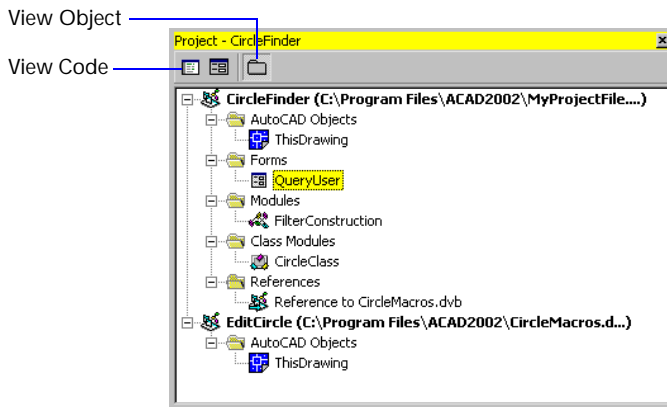 View Object
Project - CircleFinder
View Code
CircleFinder (C:\Program Files\ACAD2002\MyProjectFile....)
AutoCAD Objects
ThisDrawing
Forms
QueryUser
Modules
FilterConstruction
Class Modules
CircleClass
References
Reference to CircleMacros.dvb
EditCircle (C:\Program Files\ACAD2002\CircleMacros.d...)
AutoCAD Objects
ThisDrawing